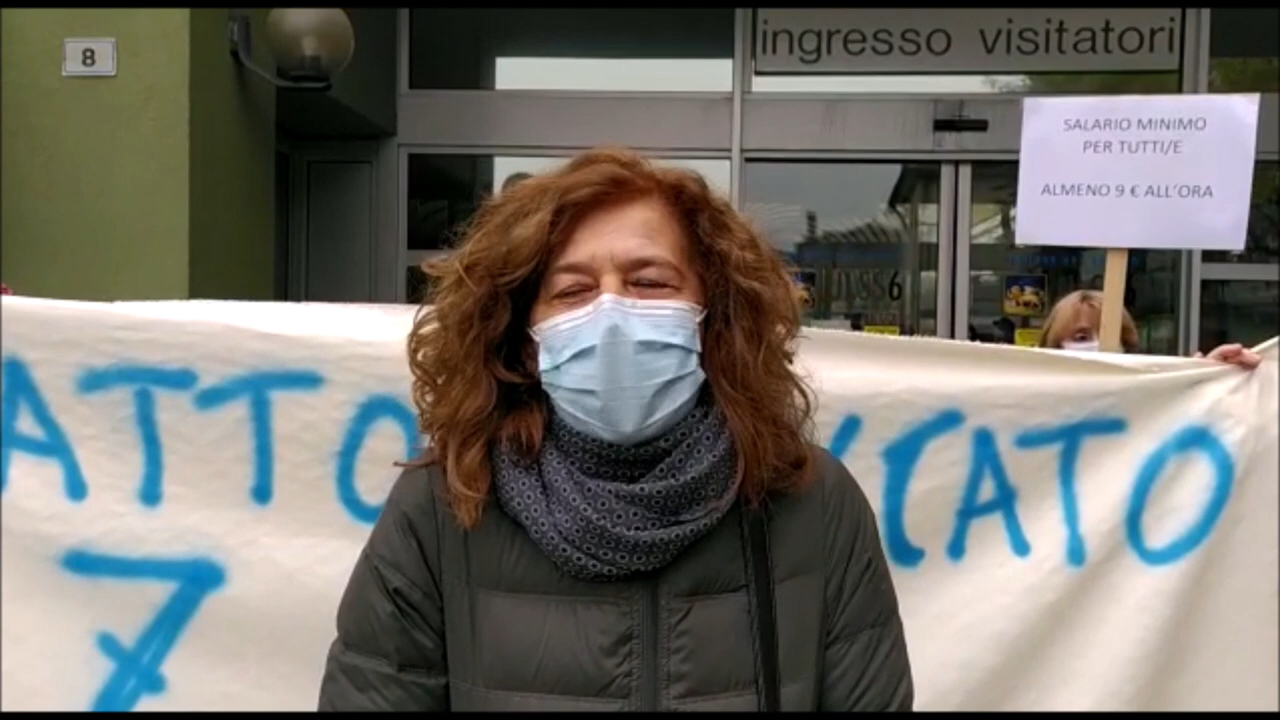 8
ingresso visitatori
SALARIO MINIMO
PER TUTTI/E
ALMENO 9 € ALL'ORA
ATTO
CATO
7